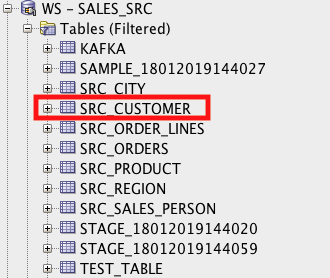 WS - SALES_SRC
Tables (Filtered)
KAFKA
SAMPLE_18012019144027
SRC_CITY
SRC_CUSTOMER
SRC_ORDER_LINES
SRC_ORDERS
SRC_PRODUCT
SRC_REGION
SRC_SALES_PERSON
STAGE_18012019144020
STAGE_18012019144059
TEST_TABLE